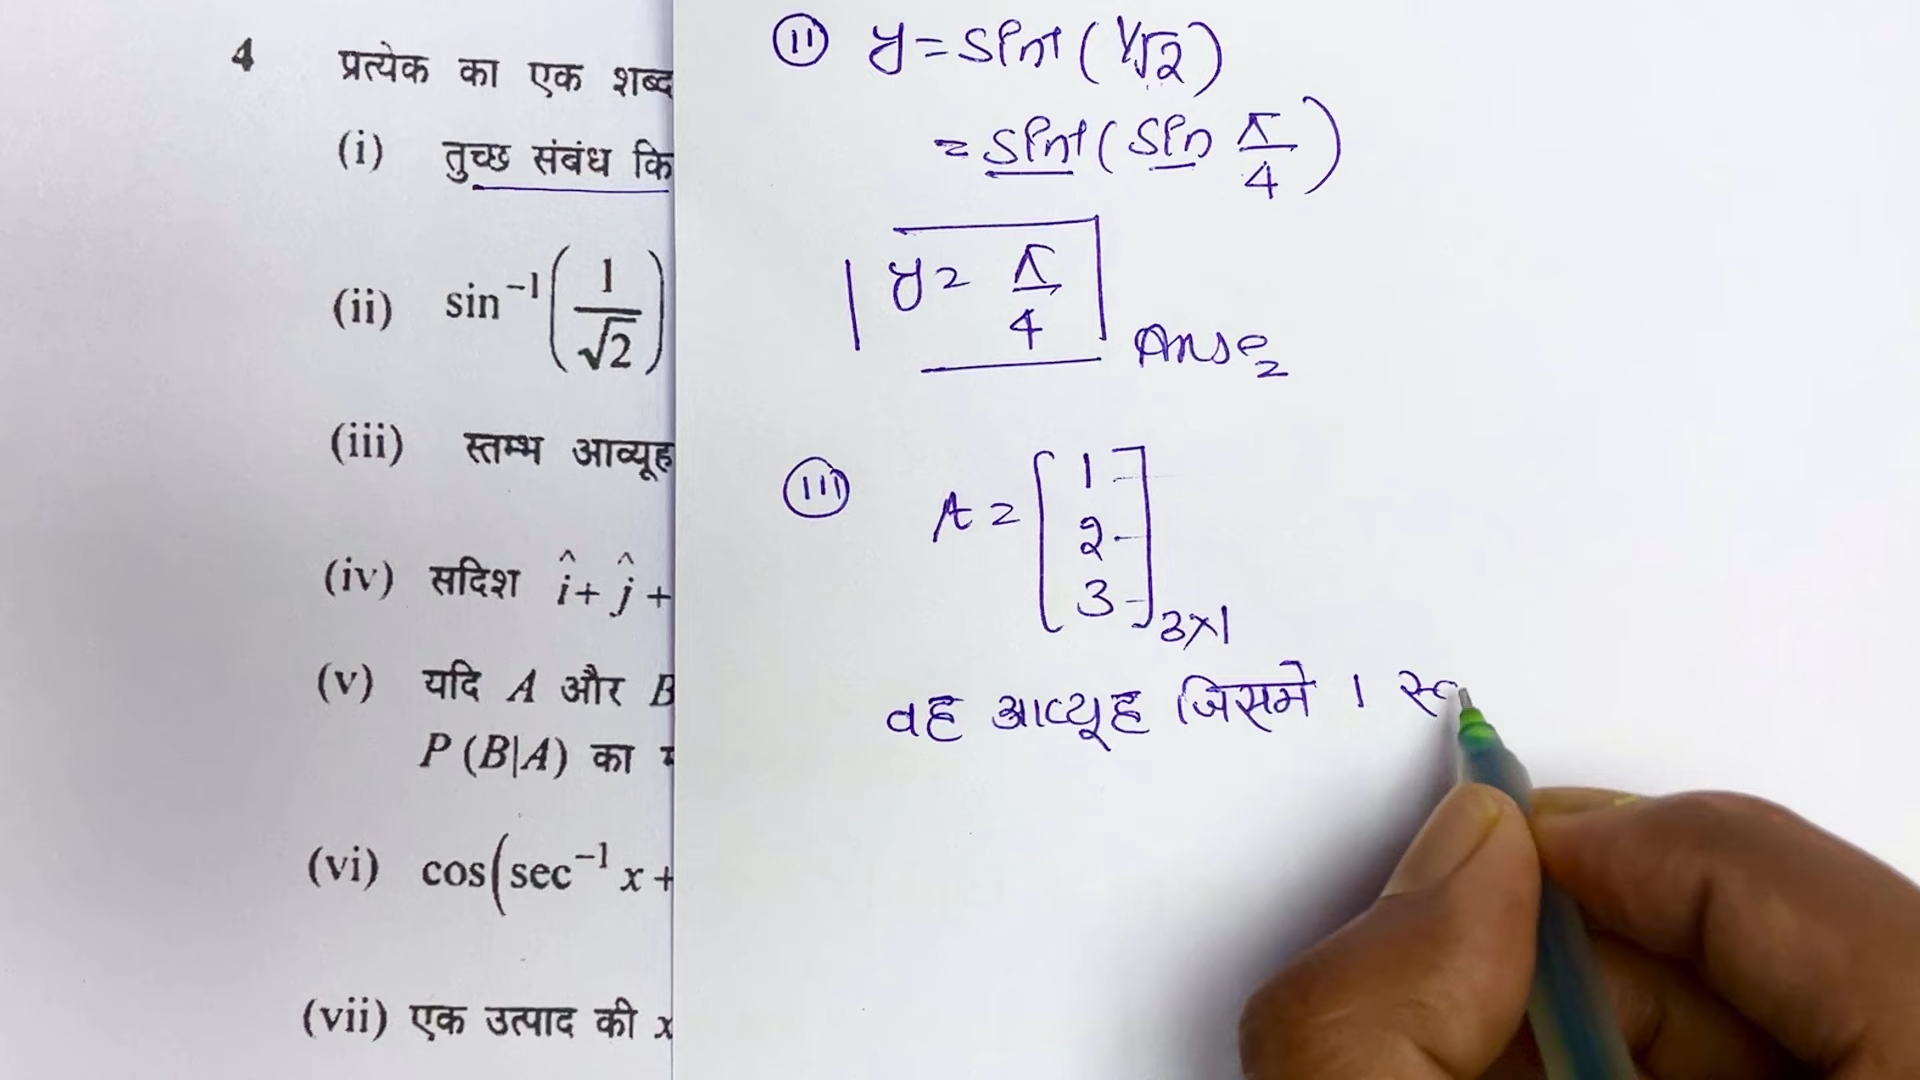 4 प्रत्येक का एक शब्द
(i) तुच्छ संबंध कि
(ii) sin⁻¹(1/√2)
(iii) स्तम्भ आव्यूह
(iv) सदिश î+ ĵ +
(v) यदि A और B
P (B|A) का
(vi) cos(sec⁻¹ x +
(vii) एक उत्पाद की x
(ii) y = sin⁻¹(1/√2)
= sin⁻¹(sin π/4)
y = π/4
(iii) A = [1 2 3] 3×1
वह आव्यूह जिसमे 1